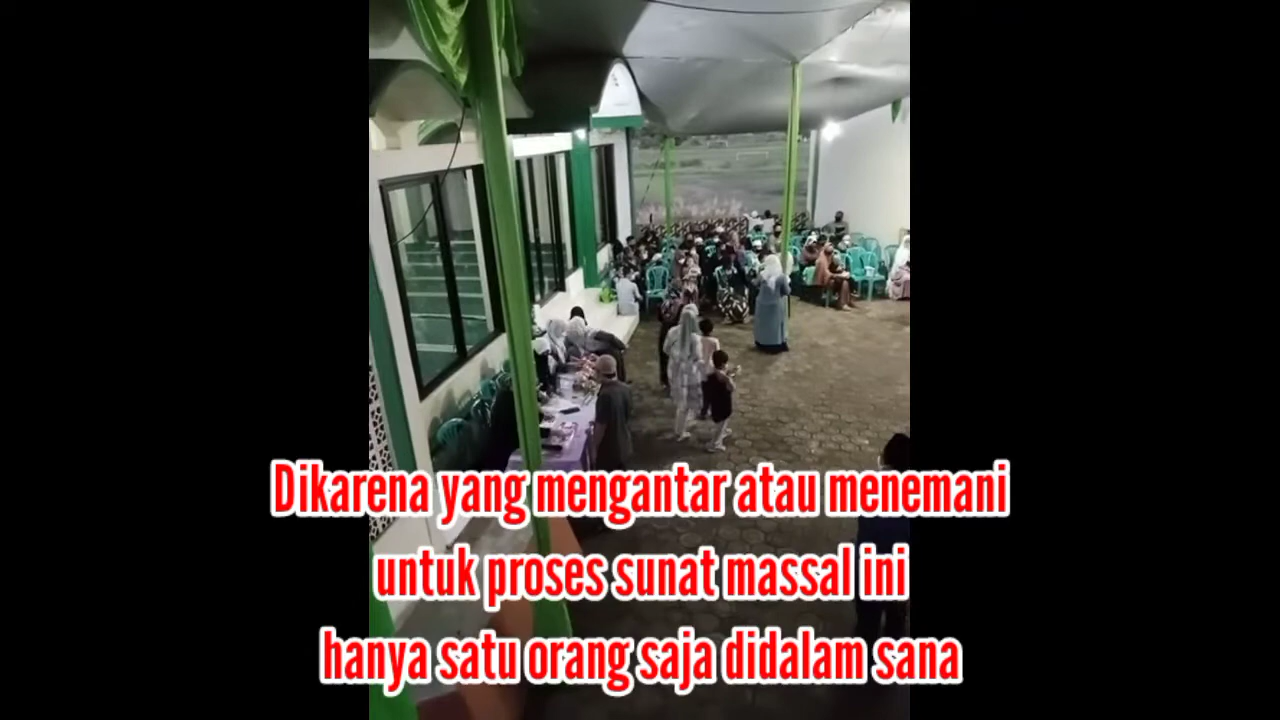 Dikarena yang mengantar atau menemani
untuk proses sunat massal ini
hanya satu orang saja didalam sana